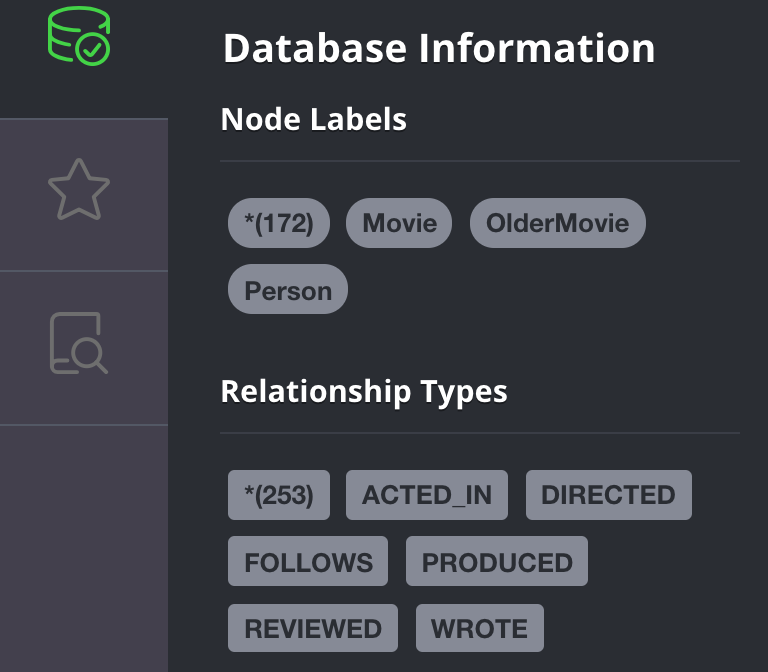 Database Information
Node Labels
*(172) Movie OlderMovie
Person
Relationship Types
*(253) ACTED_IN DIRECTED
FOLLOWS PRODUCED
REVIEWED WROTE